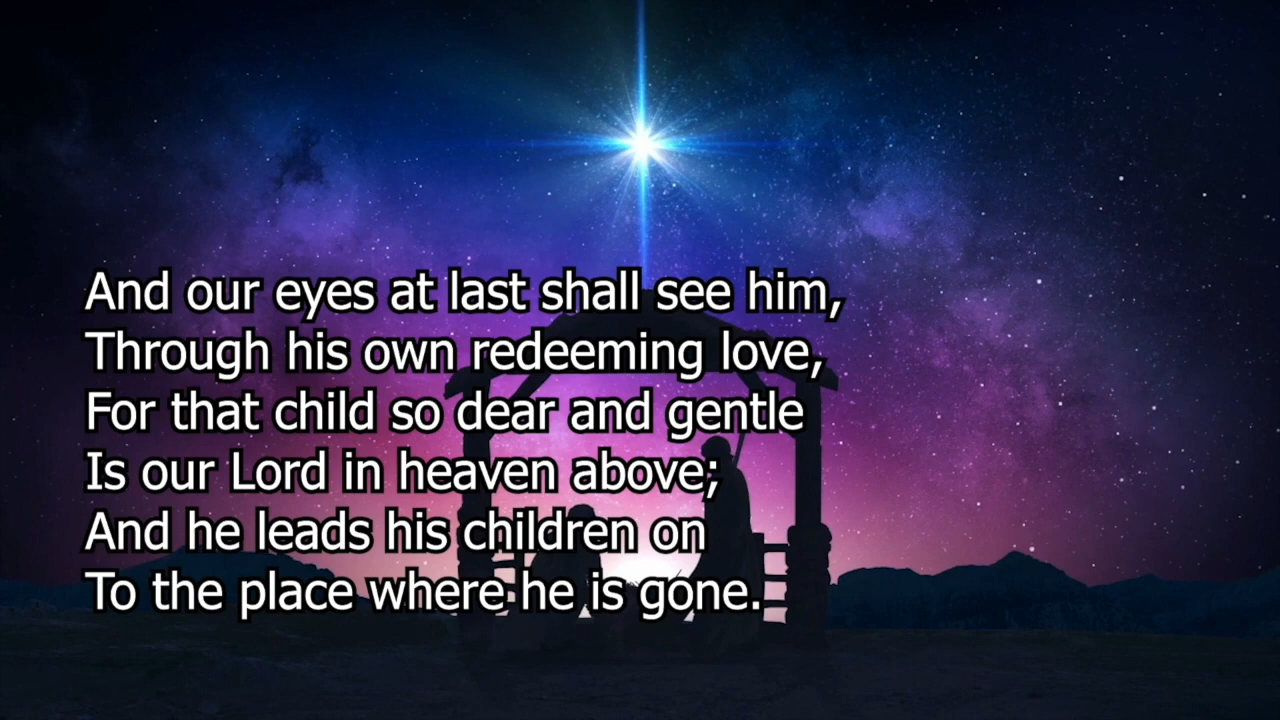 And our eyes at last shall see him,
Through his own redeeming love,
For that child so dear and gentle
Is our Lord in heaven above;
And he leads his children on
To the place where he is gone.